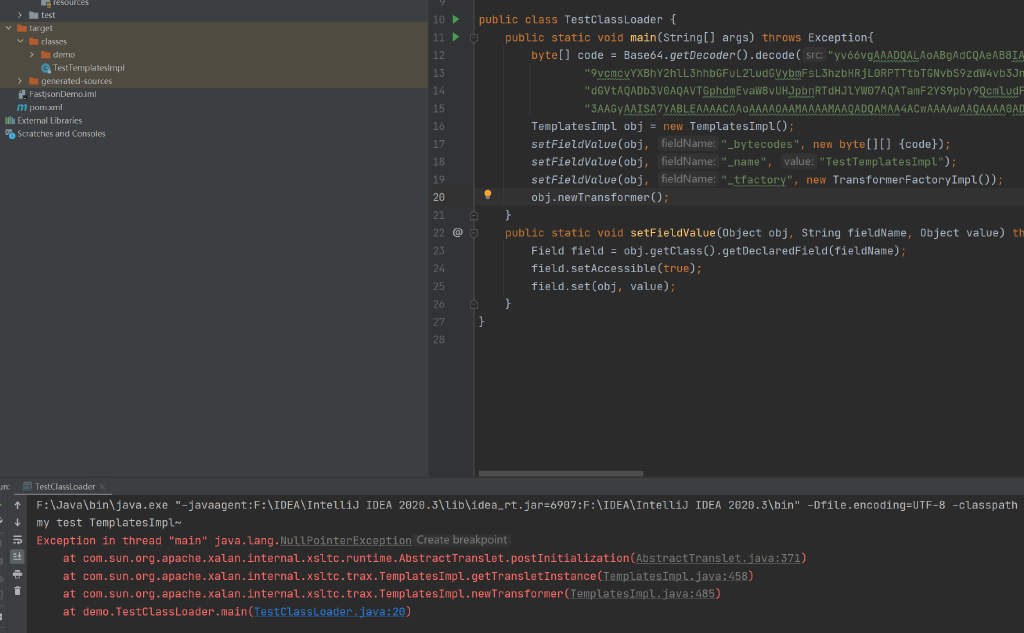 resources
test
target
classes
demo
TestTemplatesImpl
generated-sources
FastjsonDemo.iml
pom.xml
External Libraries
Scratches and Consoles
9
10 public class TestClassLoader {
11 public static void main(String[] args) throws Exception{
12 byte[] code = Base64.getDecoder().decode( src:
13
14
15
16 TemplatesImpl obj = new TemplatesImpl();
17 setFieldValue(obj, fieldName: "_bytecodes", new byte[][] {code});
18 setFieldValue(obj, fieldName: "_name", value: "TestTemplatesImpl");
19 setFieldValue(obj, fieldName: "_tfactory", new TransformerFactoryImpl());
20 obj.newTransformer();
21 }
22 @ public static void setFieldValue(Object obj, String fieldName, Object value) th
23 Field field = obj.getClass().getDeclaredField(fieldName);
24 field.setAccessible(true);
25 field.set(obj, value);
26 }
27 }
28
un: TestClassLoader ×
F:\Java\bin\java.exe "-javaagent:F:\IDEA\IntelliJ IDEA 2020.3\lib\idea_rt.jar=6907:F:\IDEA\IntelliJ IDEA 2020.3\bin" -Dfile.encoding=UTF-8 -classpath
my test TemplatesImpl~
Exception in thread "main" java.lang.NullPointerException Create breakpoint
at com.sun.org.apache.xalan.internal.xsltc.runtime.AbstractTranslet.postInitialization(AbstractTranslet.java:371)
at com.sun.org.apache.xalan.internal.xsltc.trax.TemplatesImpl.getTransletInstance(TemplatesImpl.java:458)
at com.sun.org.apache.xalan.internal.xsltc.trax.TemplatesImpl.newTransformer(TemplatesImpl.java:485)
at demo.TestClassLoader.main(TestClassLoader.java:20)